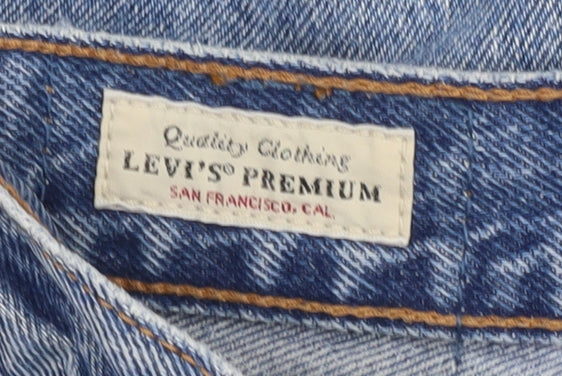 Quality Clothing
LEVI'S® PREMIUM
SAN FRANCISCO, CAL.